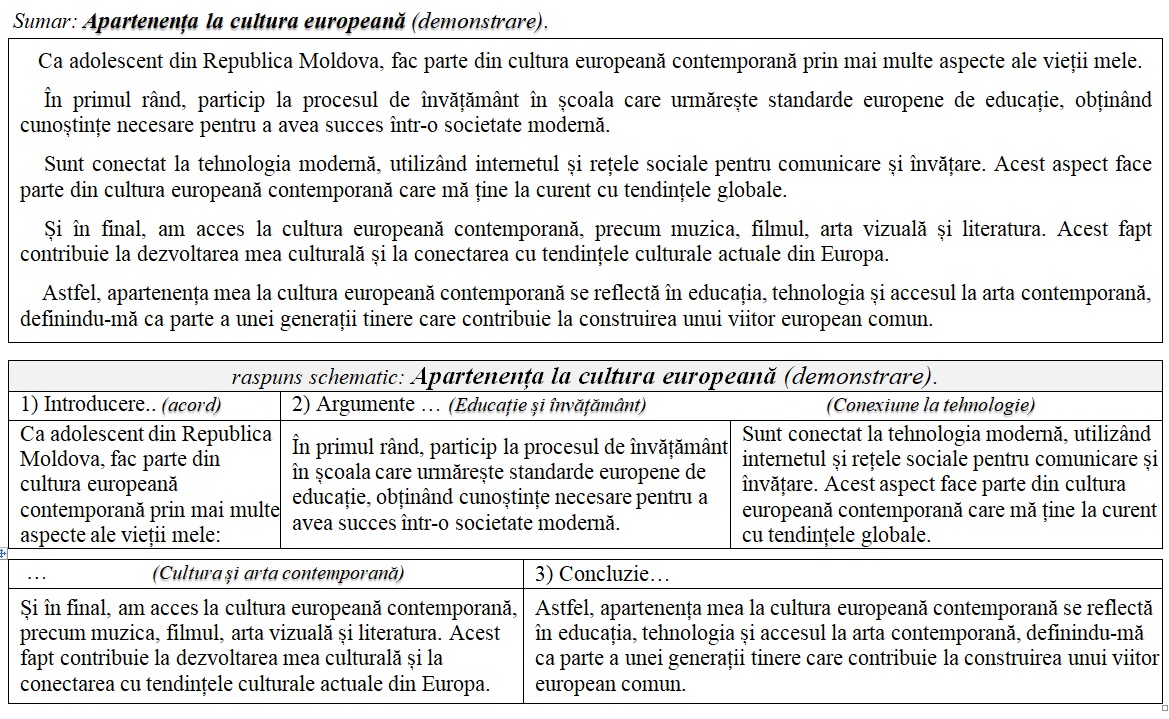 Sumar: Apartenența la cultura europeană (demonstrare).
Ca adolescent din Republica Moldova, fac parte din cultura europeană contemporană prin mai multe aspecte ale vieții mele.
În primul rând, particip la procesul de învățământ în școala care urmărește standarde europene de educație, obținând
cunoștințe necesare pentru a avea succes într-o societate modernă.
Sunt conectat la tehnologia modernă, utilizând internetul și rețele sociale pentru comunicare și învățare. Acest aspect face
parte din cultura europeană contemporană care mă ține la curent cu tendințele globale.
Și în final, am acces la cultura europeană contemporană, precum muzica, filmul, arta vizuală și literatura. Acest fapt
contribuie la dezvoltarea mea culturală și la conectarea cu tendințele culturale actuale din Europa.
Astfel, apartenența mea la cultura europeană contemporană se reflectă în educația, tehnologia și accesul la arta contemporană,
definindu-mă ca parte a unei generații tinere care contribuie la construirea unui viitor european comun.
raspuns schematic: Apartenența la cultura europeană (demonstrare).
1) Introducere.. (acord)
2) Argumente … (Educație și învățământ)
(Conexiune la tehnologie)
Ca adolescent din Republica
Moldova, fac parte din
cultura europeană
contemporană prin mai multe
aspecte ale vieții mele:
În primul rând, particip la procesul de învățământ
în școala care urmărește standarde europene de
educație, obținând cunoștințe necesare pentru a
avea succes într-o societate modernă.
Sunt conectat la tehnologia modernă, utilizând
internetul și rețele sociale pentru comunicare și
învățare. Acest aspect face parte din cultura
europeană contemporană care mă ține la curent
cu tendințele globale.
… (Cultura și arta contemporană)
3) Concluzie…
Și în final, am acces la cultura europeană contemporană,
precum muzica, filmul, arta vizuală și literatura. Acest
fapt contribuie la dezvoltarea mea culturală și la
conectarea cu tendințele culturale actuale din Europa.
Astfel, apartenența mea la cultura europeană contemporană se reflectă
în educația, tehnologia și accesul la arta contemporană, definindu-mă
ca parte a unei generații tinere care contribuie la construirea unui viitor
european comun.